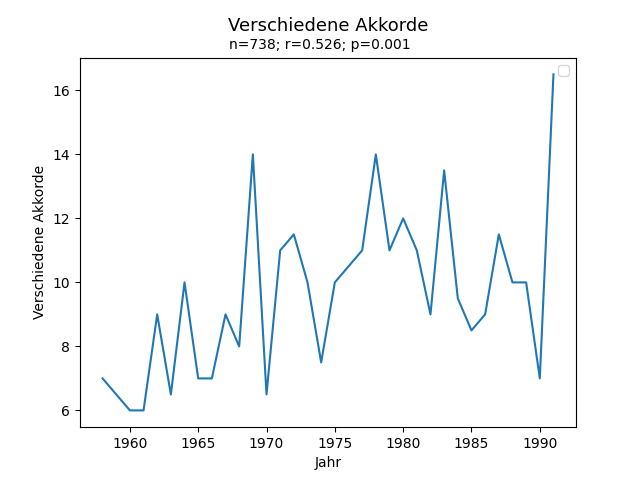 Verschiedene Akkorde
n=738; r=0.526; p=0.001
16
14
12
10
8
6
Verschiedene Akkorde
1960 1965 1970 1975 1980 1985 1990
Jahr